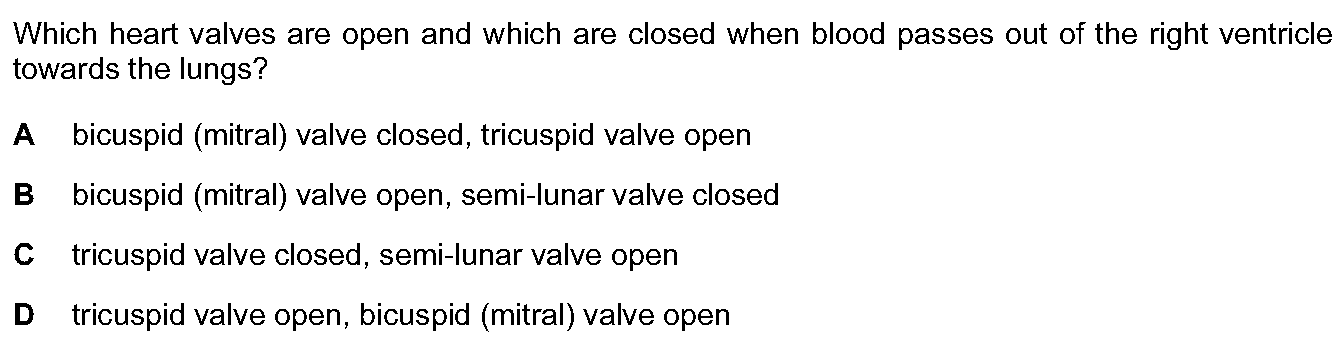 Which heart valves are open and which are closed when blood passes out of the right ventricle
towards the lungs?
A bicuspid (mitral) valve closed, tricuspid valve open
B bicuspid (mitral) valve open, semi-lunar valve closed
C tricuspid valve closed, semi-lunar valve open
D tricuspid valve open, bicuspid (mitral) valve open